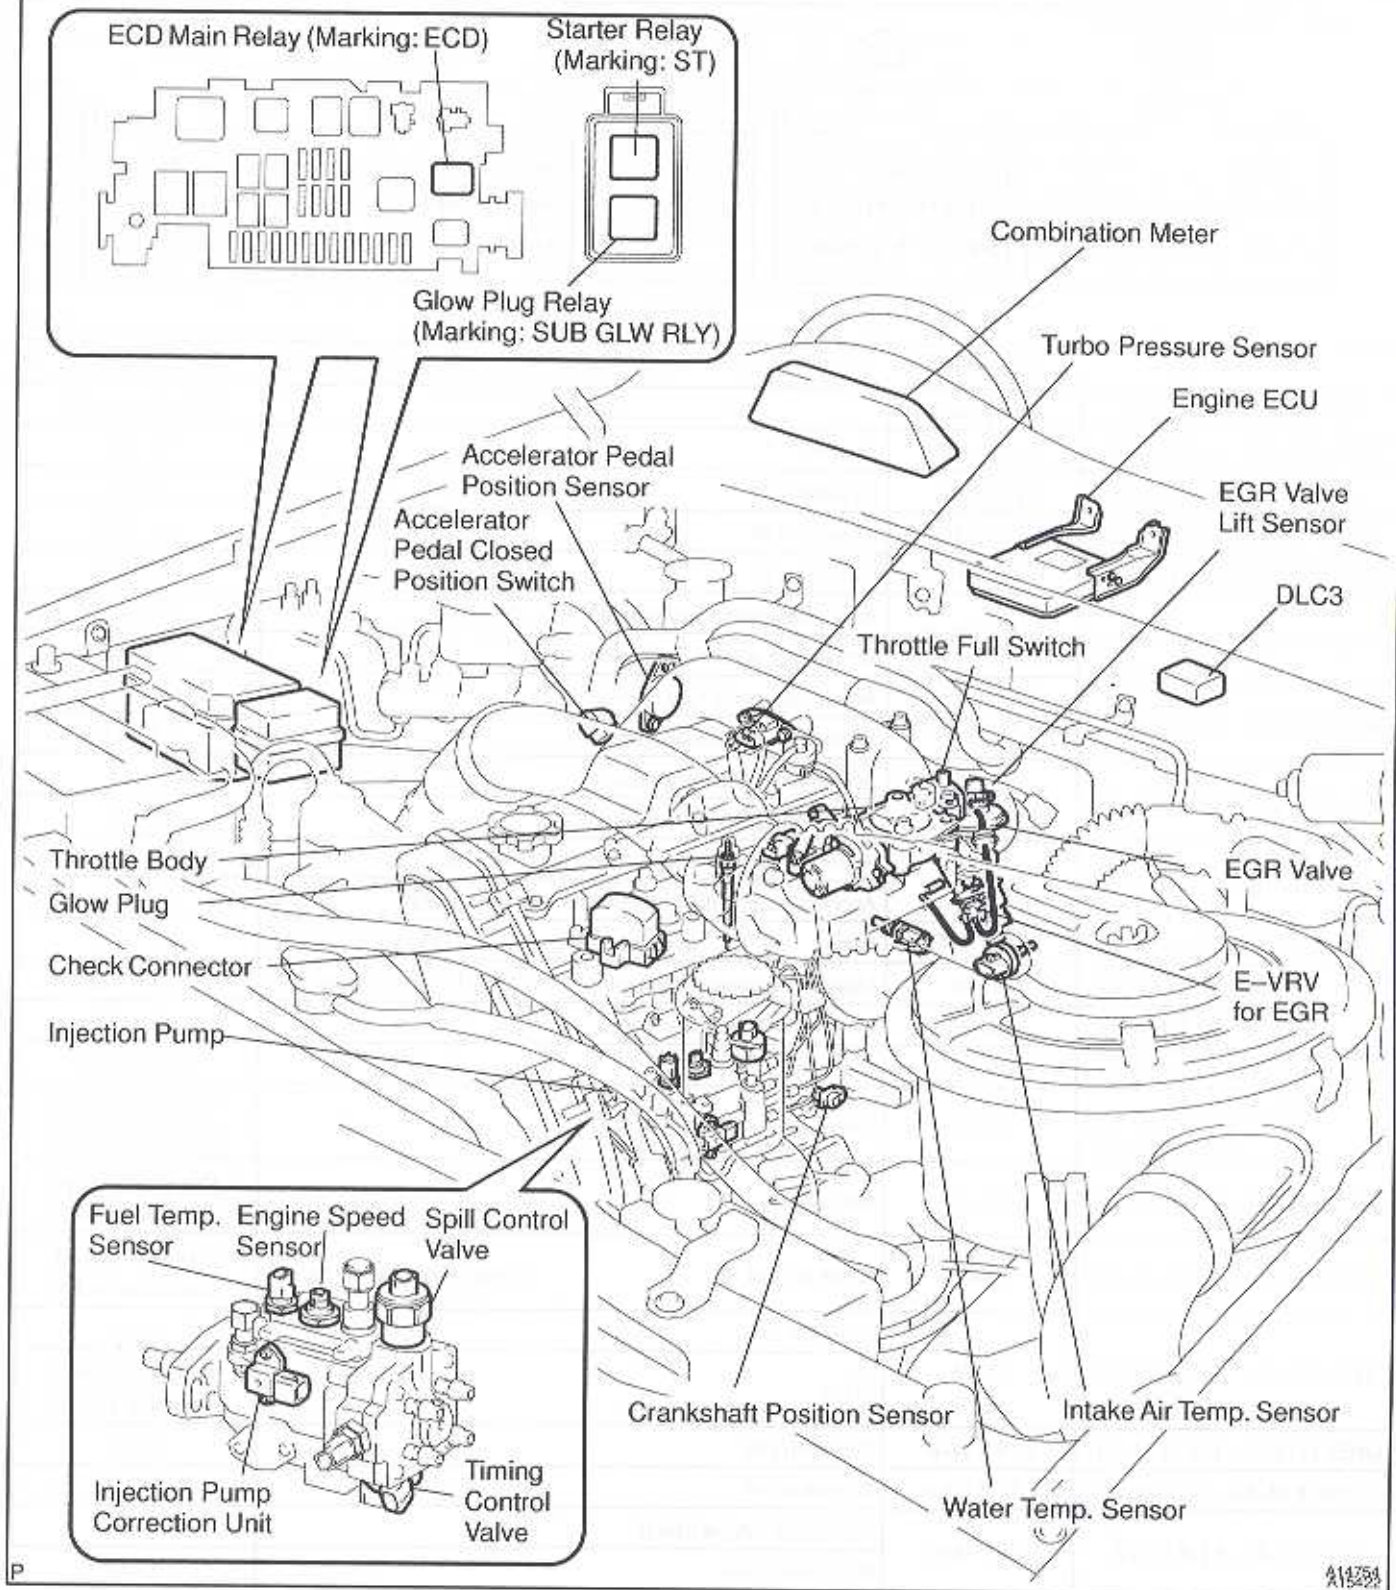 ECD Main Relay (Marking: ECD)
Starter Relay
(Marking: ST)
Glow Plug Relay
(Marking: SUB GLW RLY)
Combination Meter
Turbo Pressure Sensor
Engine ECU
Accelerator Pedal
Position Sensor
EGR Valve
Lift Sensor
Accelerator
Pedal Closed
Position Switch
DLC3
Throttle Full Switch
Throttle Body
EGR Valve
Glow Plug
Check Connector
E–VRV
for EGR
Injection Pump
Fuel Temp.
Sensor
Engine Speed
Sensor
Spill Control
Valve
Crankshaft Position Sensor
Intake Air Temp. Sensor
Injection Pump
Correction Unit
Timing
Control
Valve
Water Temp. Sensor
P
A14754